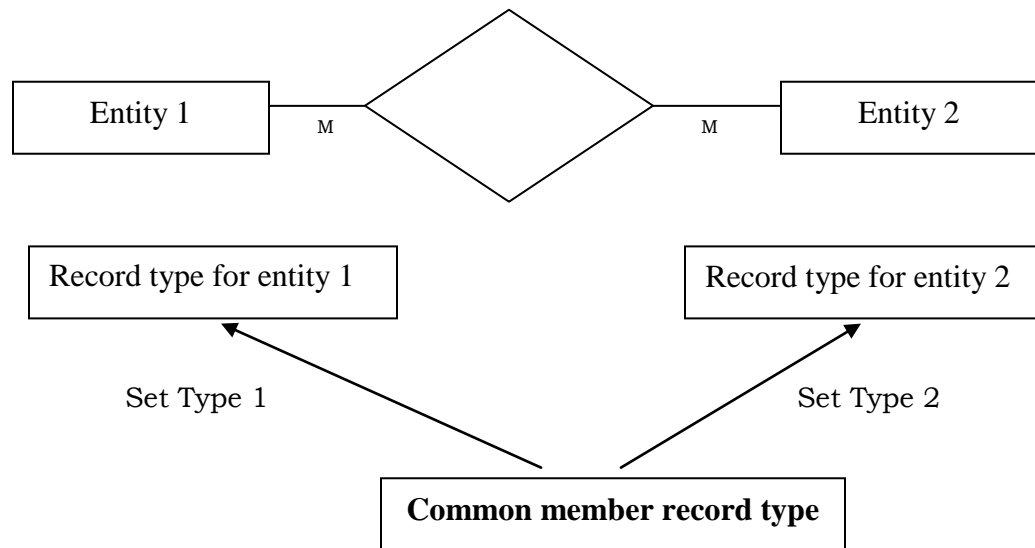 Entity 1
M
M
Entity 2
Record type for entity 1
Record type for entity 2
Set Type 1
Set Type 2
Common member record type